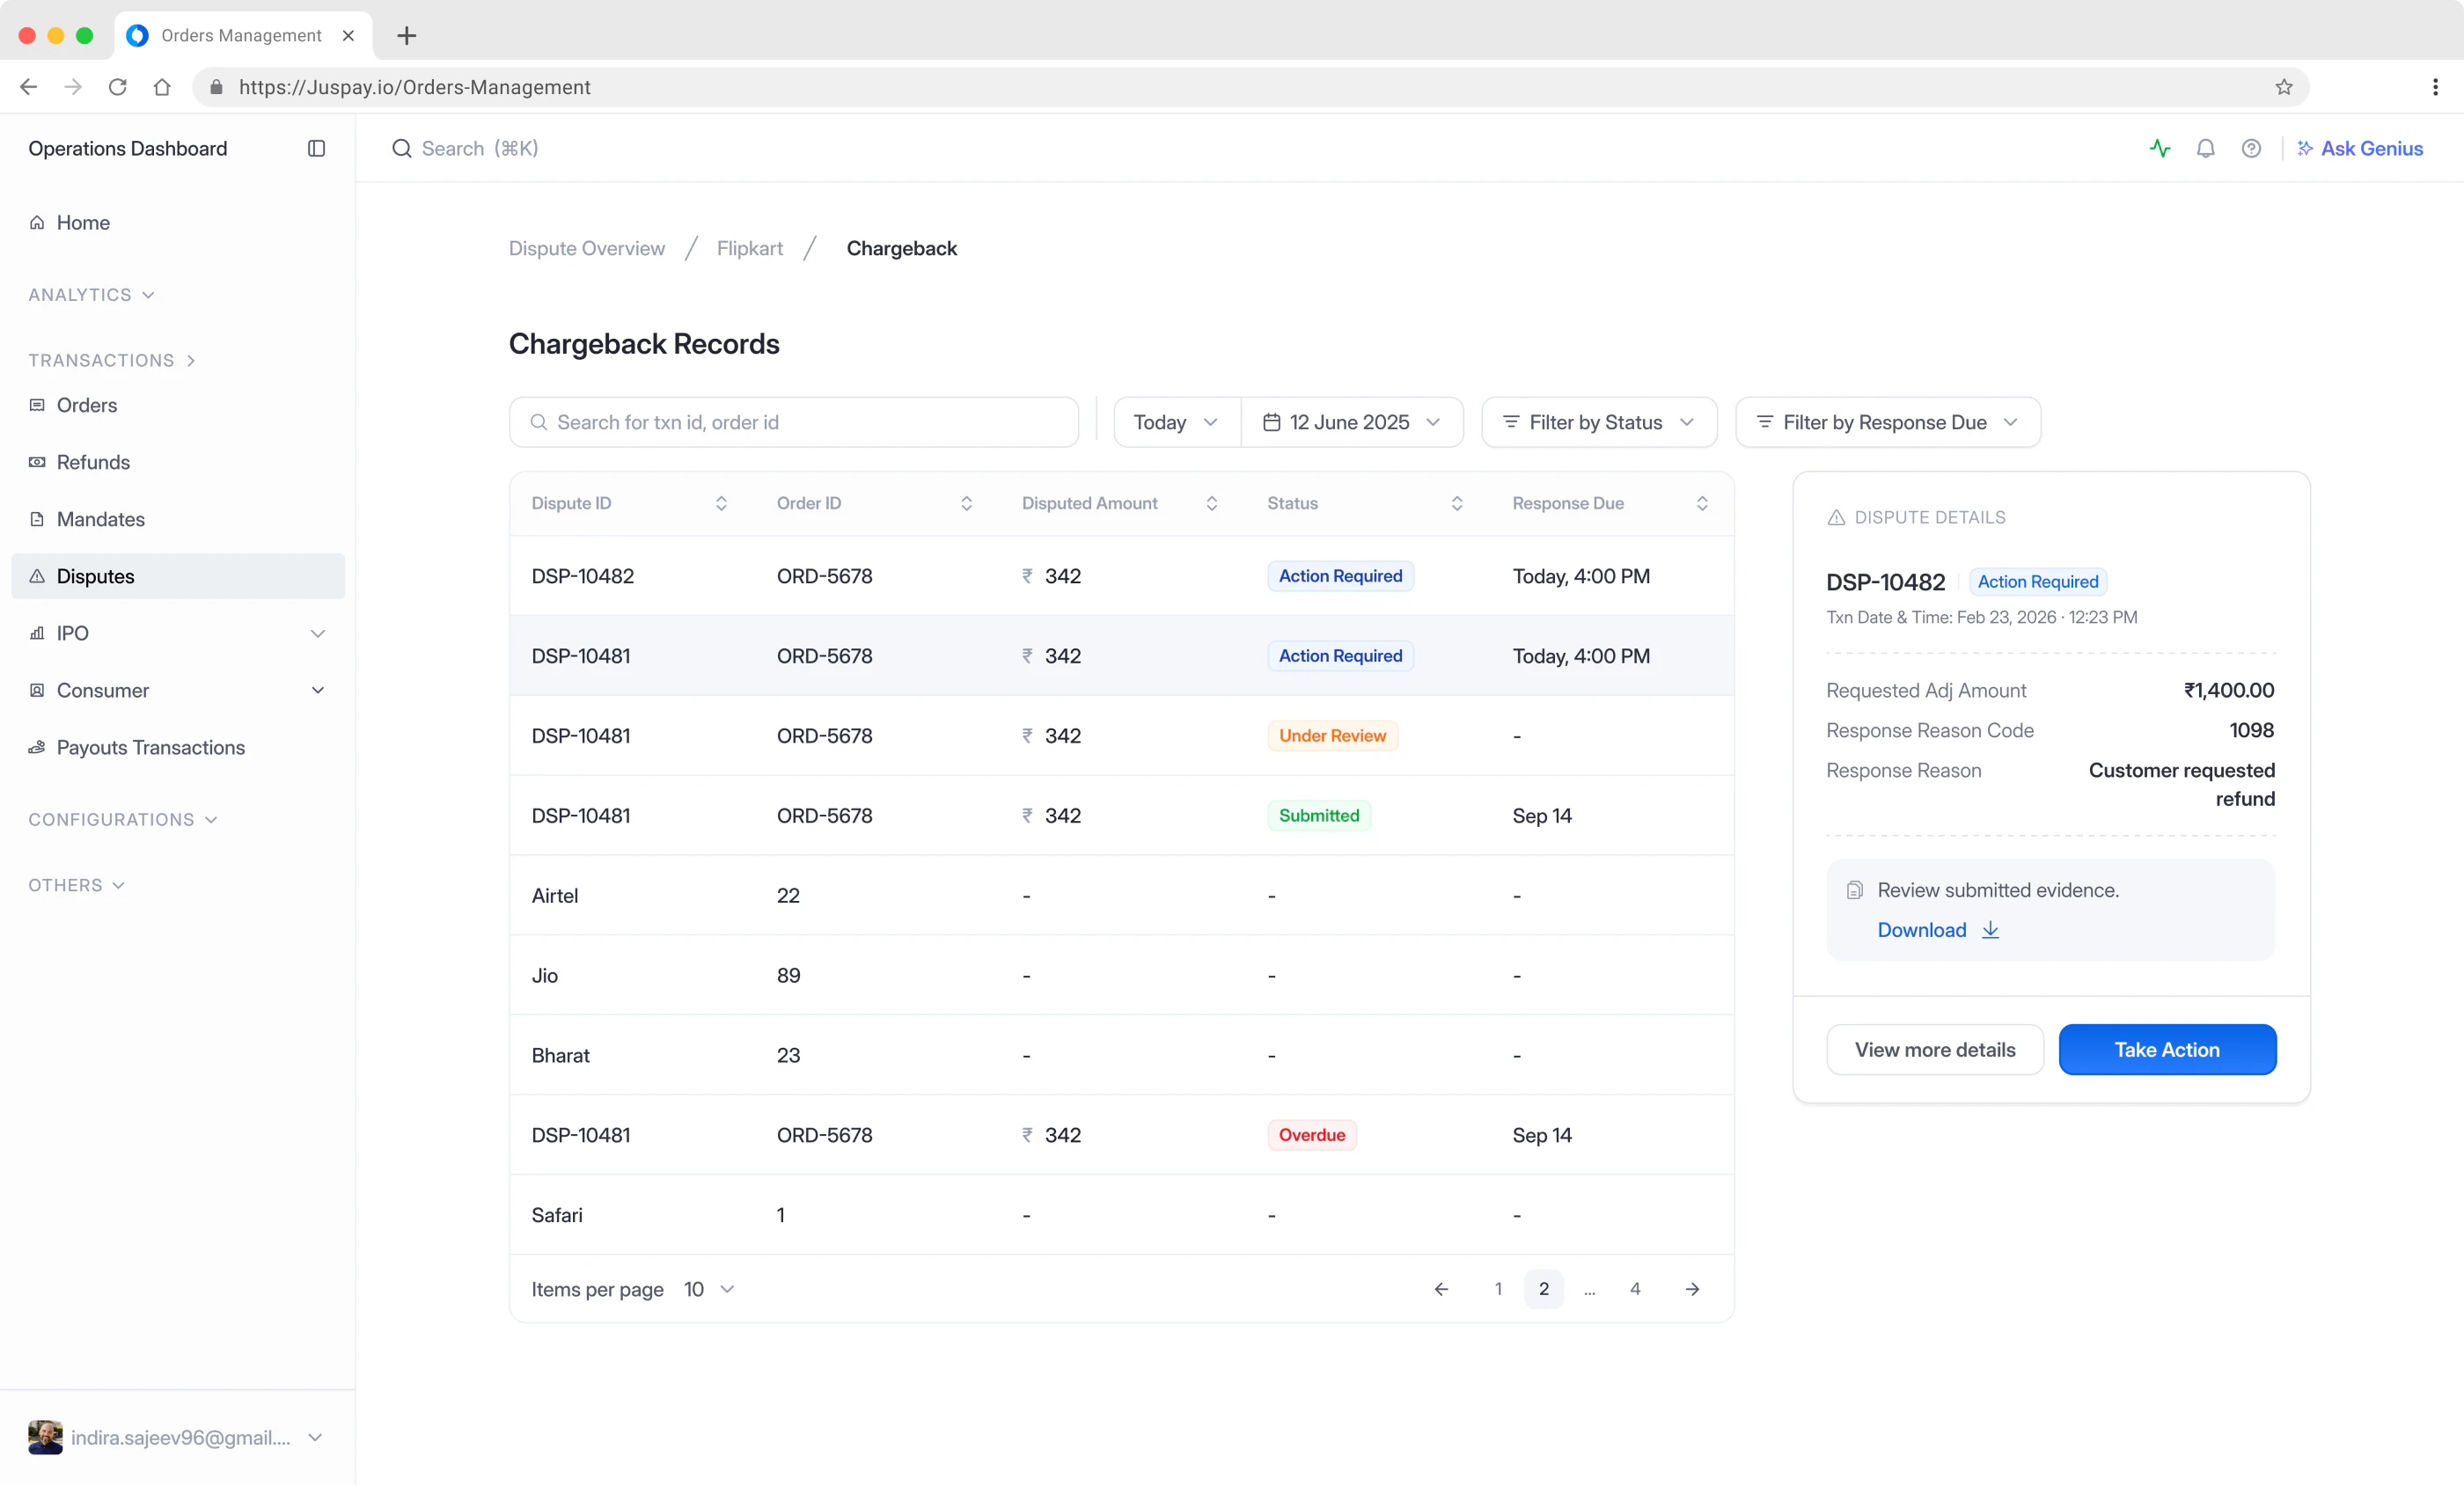 Orders Management
https://Juspay.io/Orders-Management
Operations Dashboard
Search (⌘K)
Ask Genius
Home
ANALYTICS
TRANSACTIONS
Orders
Refunds
Mandates
Disputes
IPO
Consumer
Payouts Transactions
CONFIGURATIONS
OTHERS
indira.sajeev96@gmail....
Dispute Overview / Flipkart / Chargeback
Chargeback Records
Search for txn id, order id
Today
12 June 2025
Filter by Status
Filter by Response Due
Dispute ID Order ID Disputed Amount Status Response Due
DSP-10482 ORD-5678 ₹ 342 Action Required Today, 4:00 PM
DSP-10481 ORD-5678 ₹ 342 Action Required Today, 4:00 PM
DSP-10481 ORD-5678 ₹ 342 Under Review -
DSP-10481 ORD-5678 ₹ 342 Submitted Sep 14
Airtel 22 - - -
Jio 89 - - -
Bharat 23 - - -
DSP-10481 ORD-5678 ₹ 342 Overdue Sep 14
Safari 1 - - -
Items per page 10
1 2 ... 4
DISPUTE DETAILS
DSP-10482 Action Required
Txn Date & Time: Feb 23, 2026 · 12:23 PM
Requested Adj Amount ₹1,400.00
Response Reason Code 1098
Response Reason Customer requested
refund
Review submitted evidence.
Download
View more details
Take Action